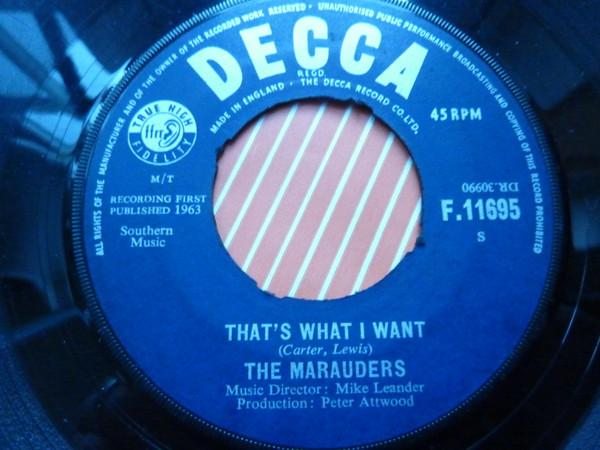 ALL RIGHTS OF THE MANUFACTURER AND OF THE OWNER OF THE RECORDED WORK RESERVED · UNAUTHORISED PUBLIC PERFORMANCE BROADCASTING AND COPYING OF THIS RECORD PROHIBITED
DECCA
REGD.
MADE IN ENGLAND · THE DECCA RECORD CO. LTD.
45 RPM
TRUE HIGH
ffrr
FIDELITY
M/T
RECORDING FIRST
PUBLISHED 1963
Southern
Music
DR.30990
F.11695
S
THAT'S WHAT I WANT
(Carter, Lewis)
THE MARAUDERS
Music Director: Mike Leander
Production: Peter Attwood